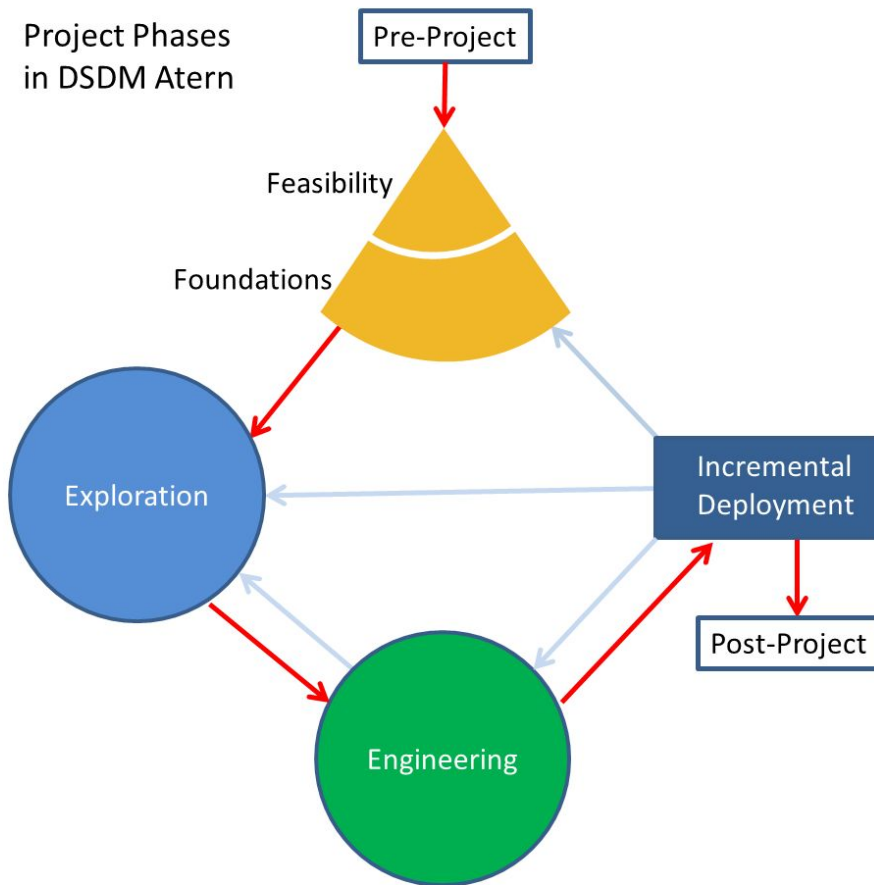 Project Phases
in DSDM Atern
Pre-Project
Feasibility
Foundations
Exploration
Incremental
Deployment
Post-Project
Engineering